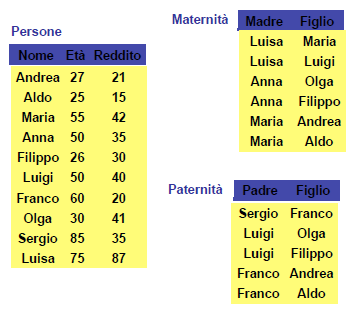 Persone
Nome Età Reddito
Andrea 27 21
Aldo 25 15
Maria 55 42
Anna 50 35
Filippo 26 30
Luigi 50 40
Franco 60 20
Olga 30 41
Sergio 85 35
Luisa 75 87
Maternità
Madre Figlio
Luisa Maria
Luisa Luigi
Anna Olga
Anna Filippo
Maria Andrea
Maria Aldo
Paternità
Padre Figlio
Sergio Franco
Luigi Olga
Luigi Filippo
Franco Andrea
Franco Aldo